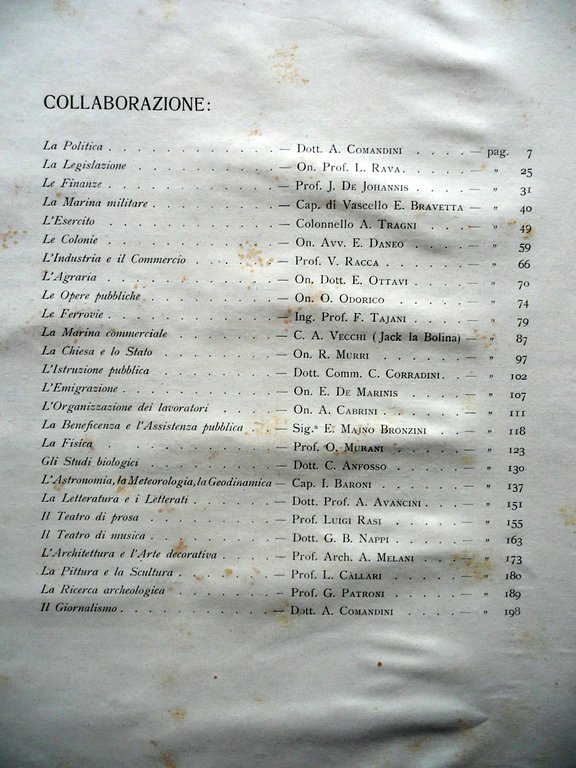 COLLABORAZIONE:
La Politica . . . . . . . . . . . . — Dott. A. COMANDINI . . . . — pag. 7
La Legislazione . . . . . . . . . . — On. Prof. L. RAVA. . . . . — „ 25
Le Finanze . . . . . . . . . . . . — Prof. J. DE JOHANNIS . . . — „ 31
La Marina militare . . . . . . . . — Cap. di Vascello E. BRAVETTA — „ 40
L'Esercito . . . . . . . . . . . . — Colonnello A. TRAGNI . . . — „ 49
Le Colonie . . . . . . . . . . . . — On. Avv. E. DANEO . . . . — „ 59
L'Industria e il Commercio . . . . . — Prof. V. RACCA . . . . . . — „ 66
L'Agraria . . . . . . . . . . . . — On. Dott. E. OTTAVI . . . . — „ 70
Le Opere pubbliche . . . . . . . . — On. O. ODORICO . . . . . — „ 74
Le Ferrovie . . . . . . . . . . . . — Ing. Prof. F. TAJANI . . . . — „ 79
La Marina commerciale . . . . . . . — C. A. VECCHI (Jack la Bolina) — „ 87
La Chiesa e lo Stato . . . . . . . . — On. R. MURRI . . . . . . — „ 97
L'Istruzione pubblica . . . . . . . . — Dott. Comm. C. CORRADINI. . — „ 102
L'Emigrazione . . . . . . . . . . . — On. E. DE MARINIS . . . . — „ 107
L'Organizzazione dei lavoratori . . . . — On. A. CABRINI . . . . . . — „ 111
La Beneficenza e l'Assistenza pubblica . . — Sig.ª E. MAJNO BRONZINI . . — „ 118
La Fisica . . . . . . . . . . . . — Prof. O. MURANI . . . . . — „ 123
Gli Studi biologici . . . . . . . . — Dott. C. ANFOSSO . . . . . — „ 130
L'Astronomia, la Meteorologia, la Geodinamica — Cap. I. BARONI . . . . . . — „ 137
La Letteratura e i Letterati . . . . . — Dott. Prof. A. AVANCINI . . . — „ 151
Il Teatro di prosa . . . . . . . . . — Prof. LUIGI RASI . . . . . — „ 155
Il Teatro di musica . . . . . . . . — Dott. G. B. NAPPI . . . . . — „ 163
L'Architettura e l'Arte decorativa . . . . — Prof. Arch. A. MELANI . . . — „ 173
La Pittura e la Scultura . . . . . . . — Prof. L. CALLARI . . . . . — „ 180
La Ricerca archeologica . . . . . . . — Prof. G. PATRONI . . . . . — „ 189
Il Giornalismo . . . . . . . . . . . — Dott. A. COMANDINI . . . . — „ 198